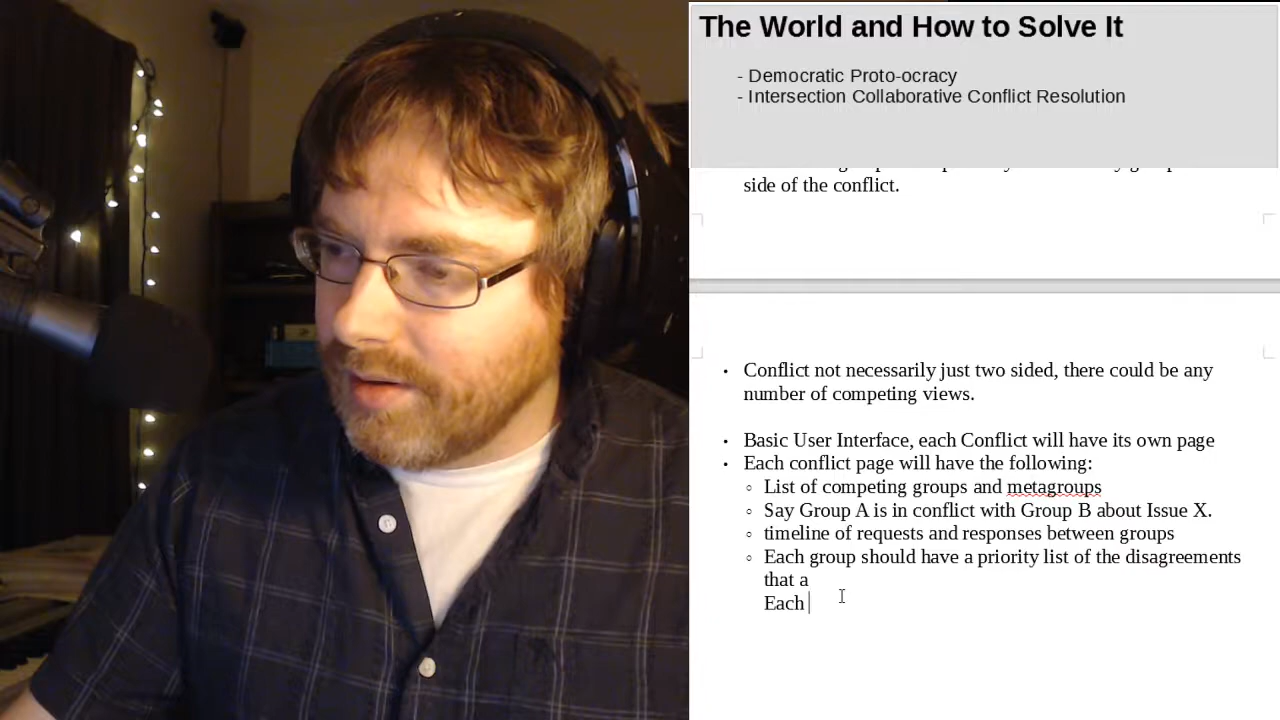 The World and How to Solve It
- Democratic Proto-ocracy
- Intersection Collaborative Conflict Resolution
side of the conflict.
• Conflict not necessarily just two sided, there could be any
number of competing views.
• Basic User Interface, each Conflict will have its own page
• Each conflict page will have the following:
◦ List of competing groups and metagroups
◦ Say Group A is in conflict with Group B about Issue X.
◦ timeline of requests and responses between groups
◦ Each group should have a priority list of the disagreements
that a
Each